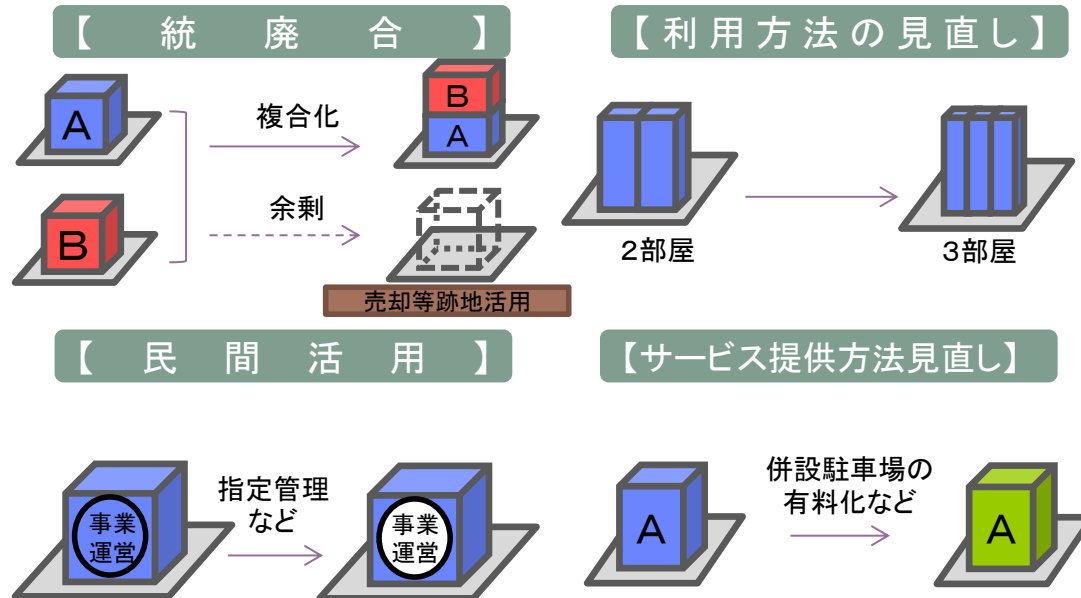 【統廃合】
A
複合化
B
A
B
余剰
売却等跡地活用
【利用方法の見直し】
2部屋
3部屋
【民間活用】
事業
運営
指定管理
など
事業
運営
【サービス提供方法見直し】
A
併設駐車場の
有料化など
A